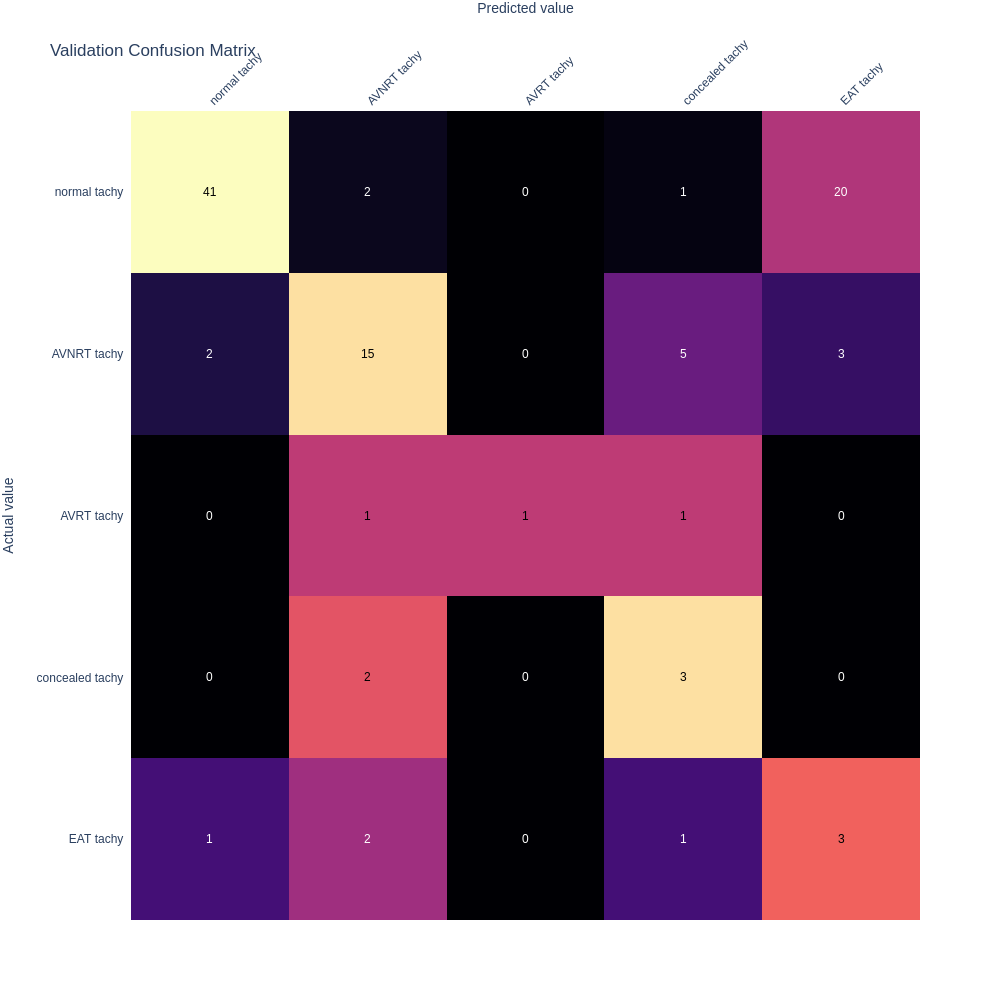 Predicted value
Validation Confusion Matrix
normal tachy
AVNRT tachy
AVRT tachy
concealed tachy
EAT tachy
normal tachy 41 2 0 1 20
AVNRT tachy 2 15 0 5 3
AVRT tachy 0 1 1 1 0
concealed tachy 0 2 0 3 0
EAT tachy 1 2 0 1 3
Actual value